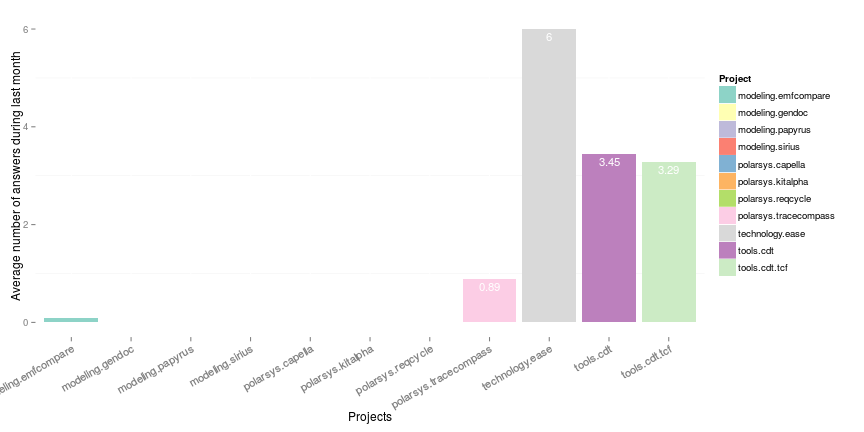 6
4
2
0
Average number of answers during last month
0.89
6
3.45
3.29
eling.emfcompare
modeling.gendoc
modeling.papyrus
modeling.sirius
polarsys.capella
polarsys.kitalpha
polarsys.reqcycle
polarsys.tracecompass
technology.ease
tools.cdt
tools.cdt.tcf
Projects
Project
modeling.emfcompare
modeling.gendoc
modeling.papyrus
modeling.sirius
polarsys.capella
polarsys.kitalpha
polarsys.reqcycle
polarsys.tracecompass
technology.ease
tools.cdt
tools.cdt.tcf